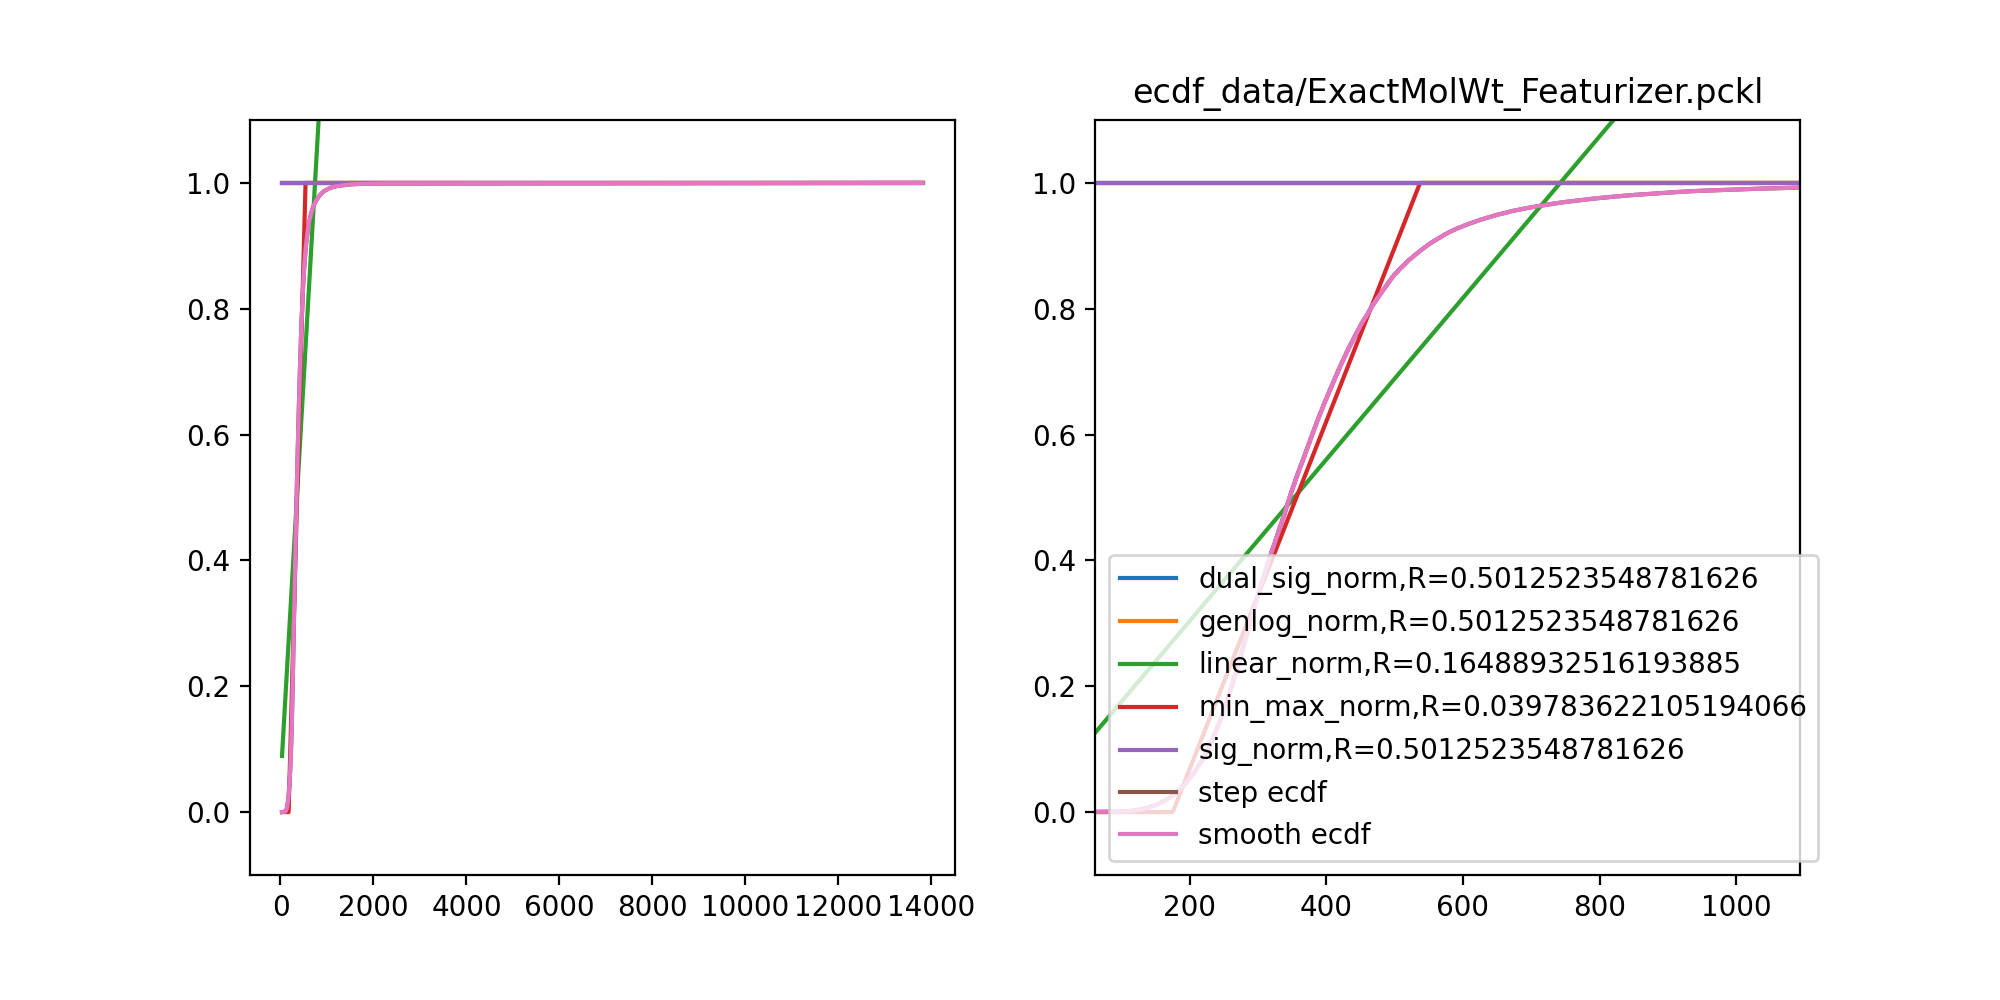 ecdf_data/ExactMolWt_Featurizer.pckl
1.0
0.8
0.6
0.4
0.2
0.0
0 2000 4000 6000 8000 10000 12000 14000
1.0
0.8
0.6
0.4
0.2
0.0
dual_sig_norm,R=0.5012523548781626
genlog_norm,R=0.5012523548781626
linear_norm,R=0.16488932516193885
min_max_norm,R=0.039783622105194066
sig_norm,R=0.5012523548781626
step ecdf
smooth ecdf
200 400 600 800 1000